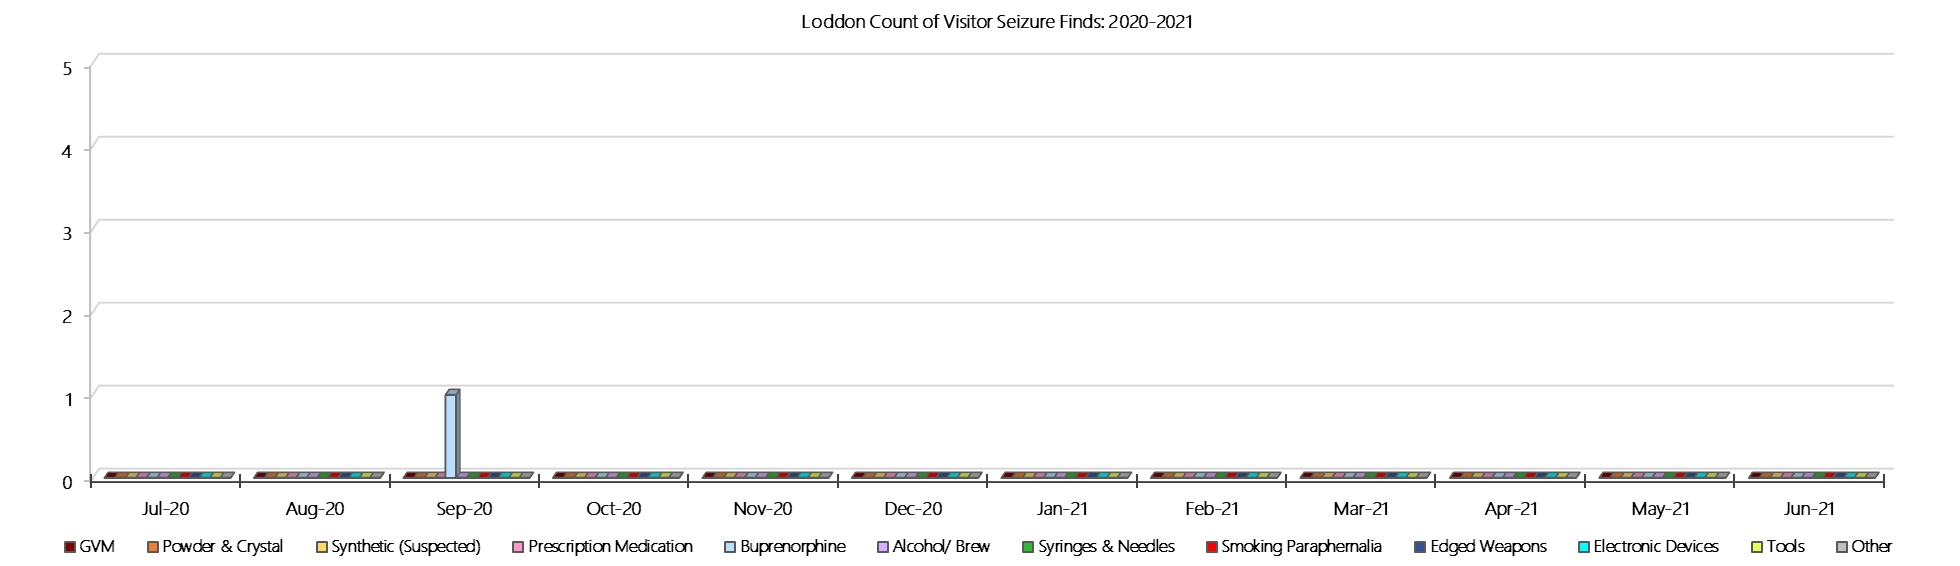 Loddon Count of Visitor Seizure Finds: 2020-2021
5
4
3
2
1
0
Jul-20 Aug-20 Sep-20 Oct-20 Nov-20 Dec-20 Jan-21 Feb-21 Mar-21 Apr-21 May-21 Jun-21
GVM Powder & Crystal Synthetic (Suspected) Prescription Medication Buprenorphine Alcohol/ Brew Syringes & Needles Smoking Paraphernalia Edged Weapons Electronic Devices Tools Other